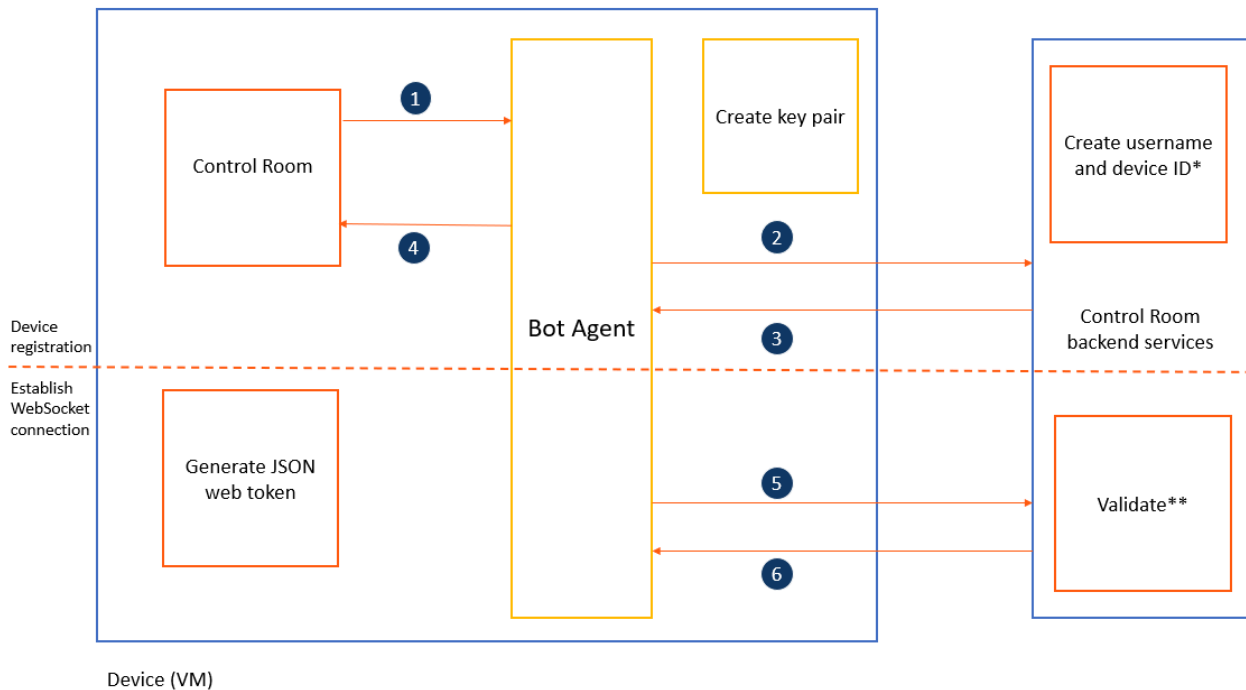 1
Control Room
4
Bot Agent
Create key pair
2
3
Create username
and device ID*
Control Room
backend services
Device
registration
Establish
WebSocket
connection
Generate JSON
web token
5
6
Validate**
Device (VM)